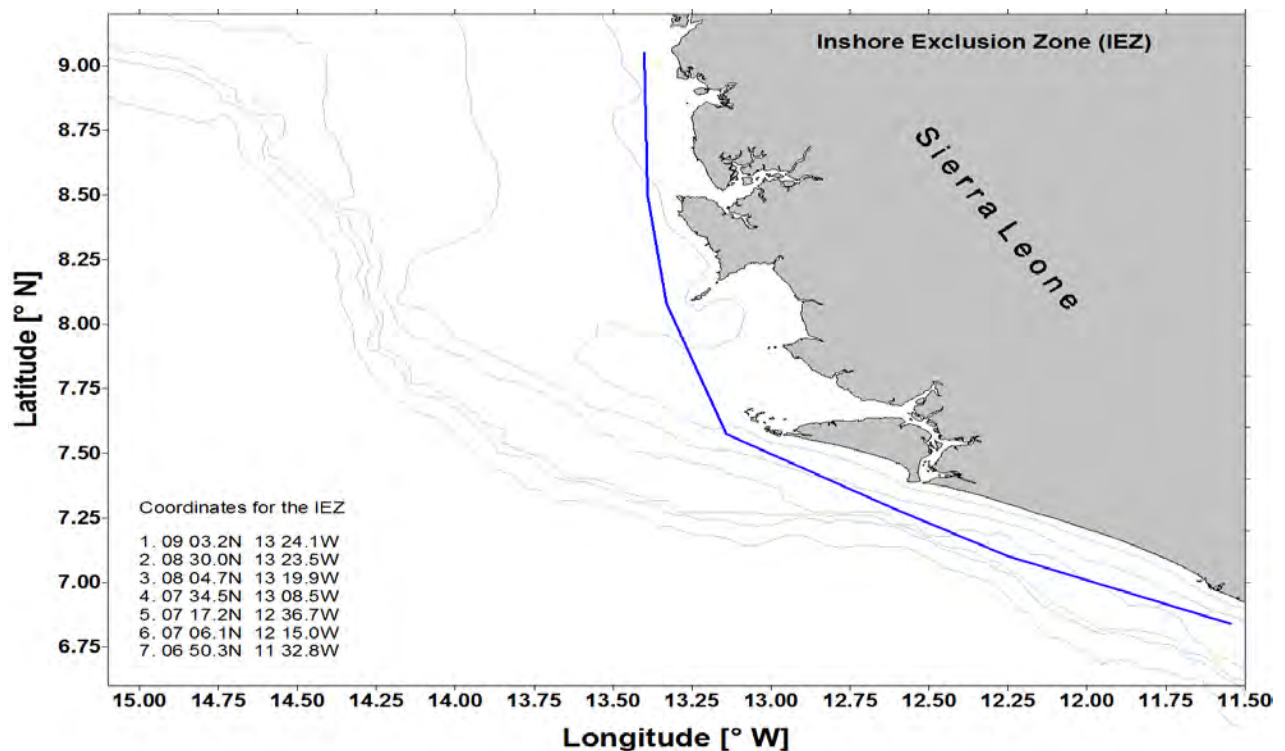 Inshore Exclusion Zone (IEZ)
Sierra Leone
9.00
8.75
8.50
8.25
8.00
7.75
7.50
7.25
7.00
6.75
Latitude [° N]
Coordinates for the IEZ
1. 09 03.2N 13 24.1W
2. 08 30.0N 13 23.5W
3. 08 04.7N 13 19.9W
4. 07 34.5N 13 08.5W
5. 07 17.2N 12 36.7W
6. 07 06.1N 12 15.0W
7. 06 50.3N 11 32.8W
15.00 14.75 14.50 14.25 14.00 13.75 13.50 13.25 13.00 12.75 12.50 12.25 12.00 11.75 11.50
Longitude [° W]